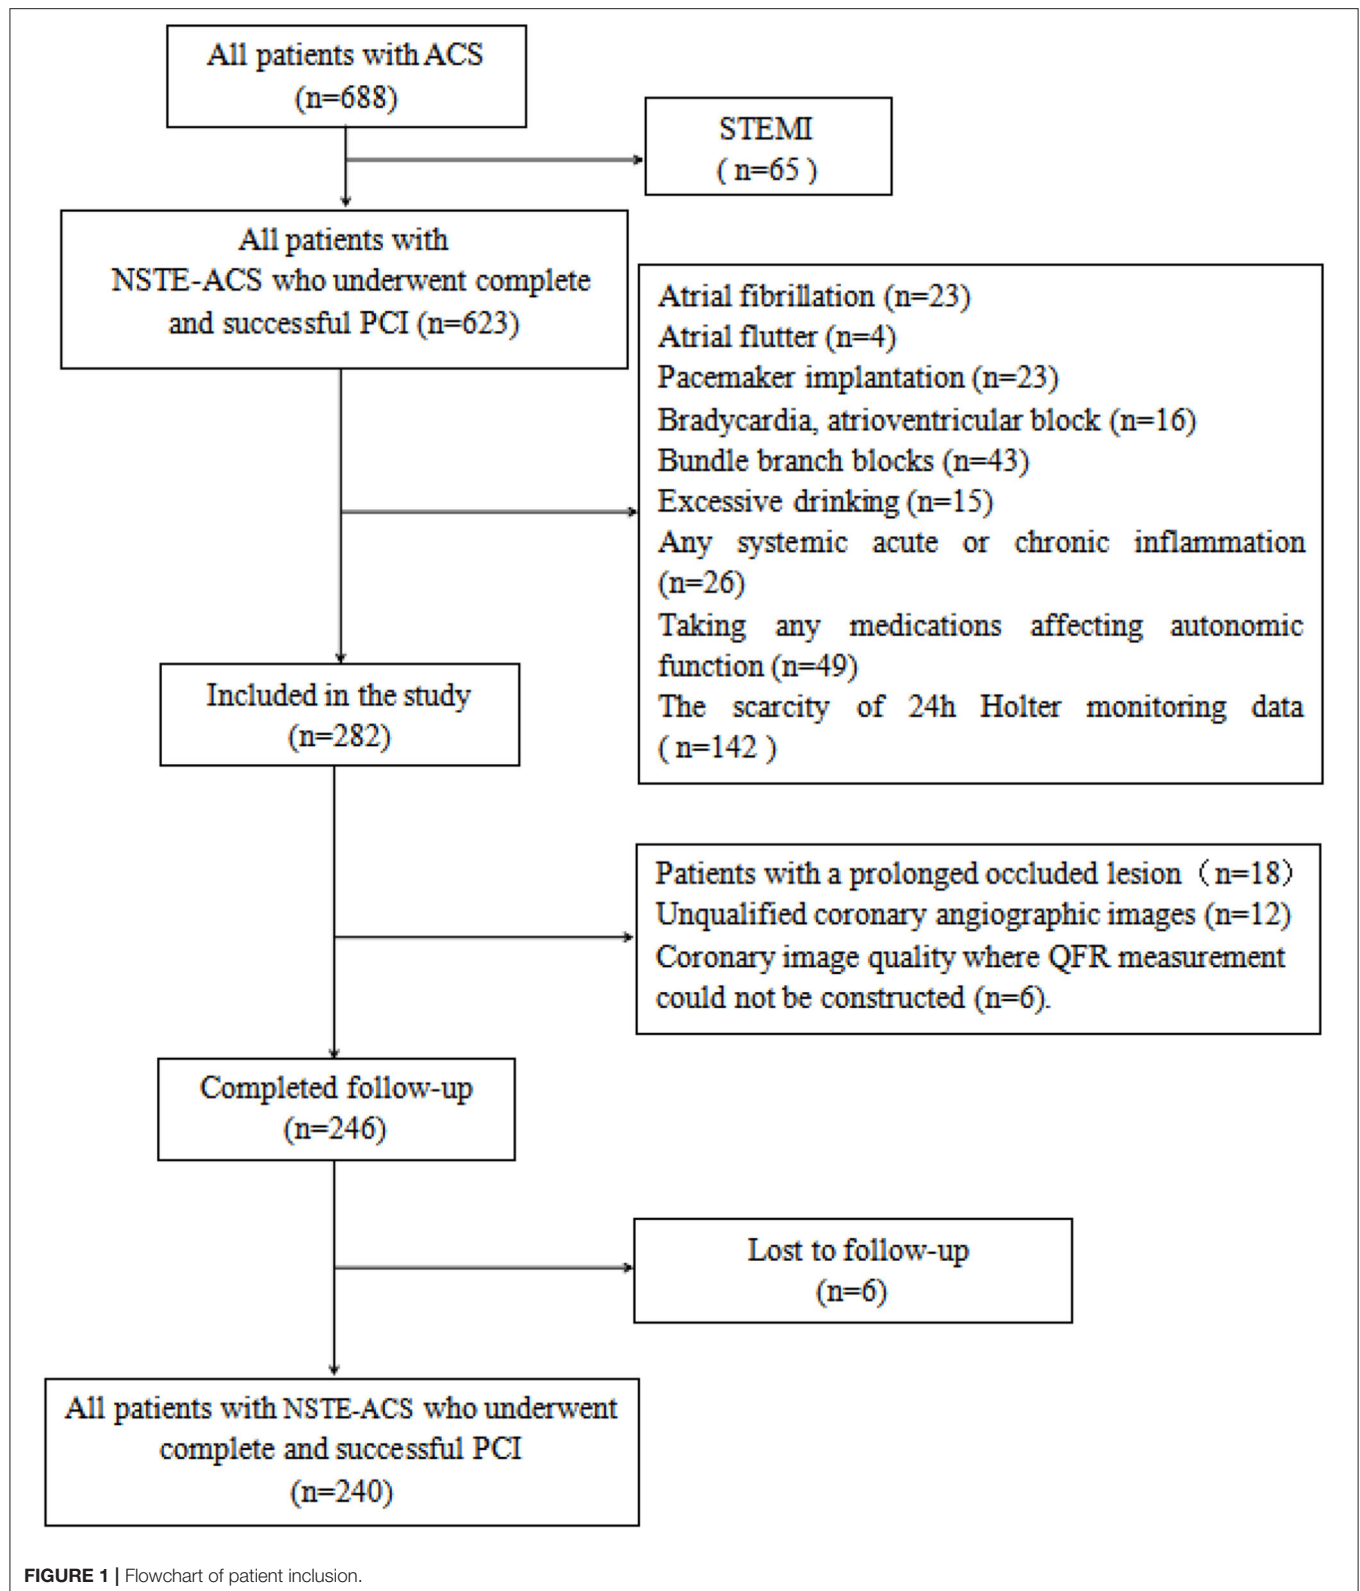 All patients with ACS
(n=688)
STEMI
( n=65 )
All patients with
NSTE-ACS who underwent complete
and successful PCI (n=623)
Atrial fibrillation (n=23)
Atrial flutter (n=4)
Pacemaker implantation (n=23)
Bradycardia, atrioventricular block (n=16)
Bundle branch blocks (n=43)
Excessive drinking (n=15)
Any systemic acute or chronic inflammation
(n=26)
Taking any medications affecting autonomic
function (n=49)
The scarcity of 24h Holter monitoring data
( n=142 )
Included in the study
(n=282)
Patients with a prolonged occluded lesion（n=18）
Unqualified coronary angiographic images (n=12)
Coronary image quality where QFR measurement
could not be constructed (n=6).
Completed follow-up
(n=246)
Lost to follow-up
(n=6)
All patients with NSTE-ACS who underwent
complete and successful PCI
(n=240)
FIGURE 1 | Flowchart of patient inclusion.